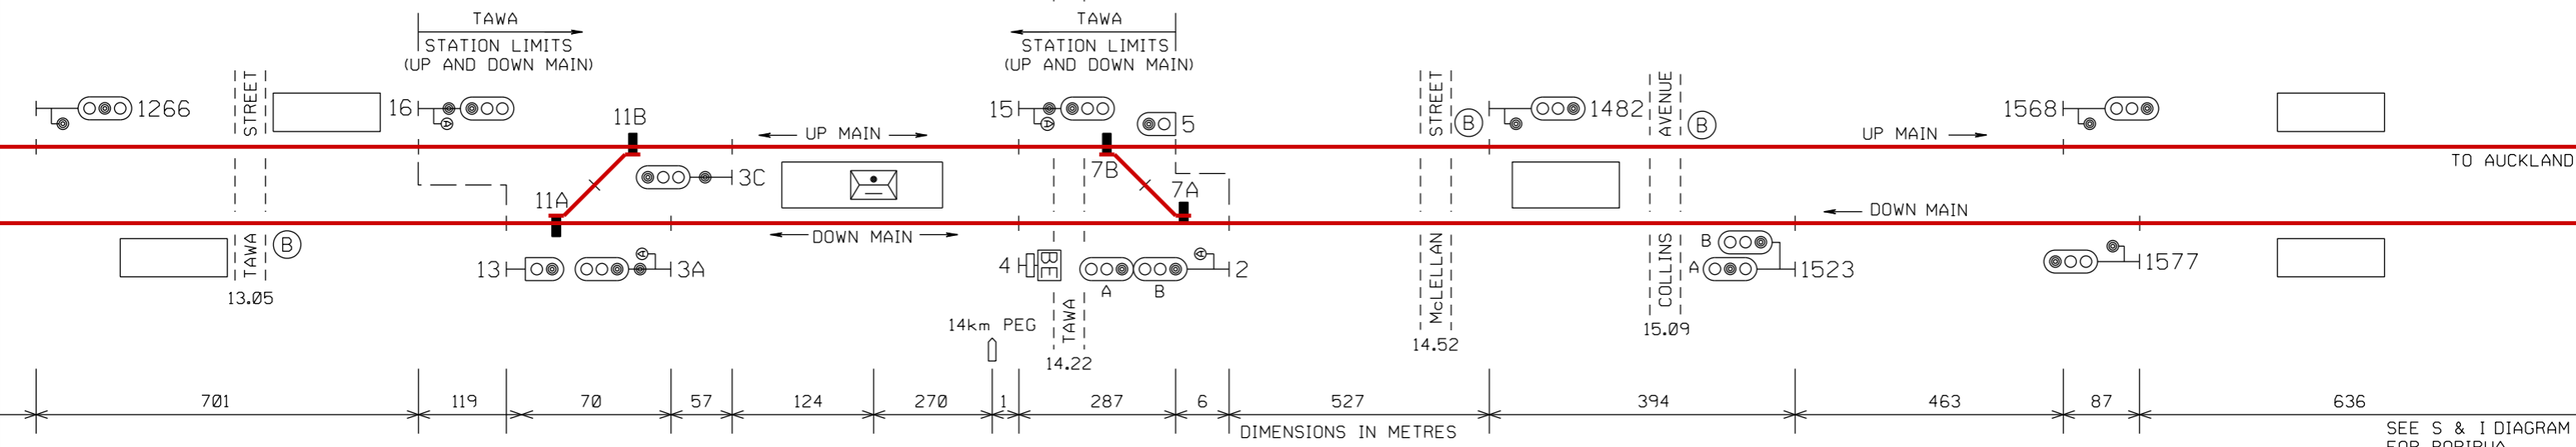 TAWA
STATION LIMITS
(UP AND DOWN MAIN)
TAWA
STATION LIMITS
(UP AND DOWN MAIN)
1266
STREET
16
A
11B
UP MAIN
15
A
5
STREET
B
1482
AVENUE
B
UP MAIN
1568
TO AUCKLAND
3C
7B
11A
7A
TAWA
B
13
A
3A
DOWN MAIN
4
BE
A
B
A
2
McLELLAN
COLLINS
DOWN MAIN
B
A
1523
1577
13.05
14km PEG
TAWA
14.22
14.52
15.09
701
119
70
57
124
270
1
287
6
527
394
463
87
636
DIMENSIONS IN METRES
SEE S & I DIAGRAM
FOR PORIRUA